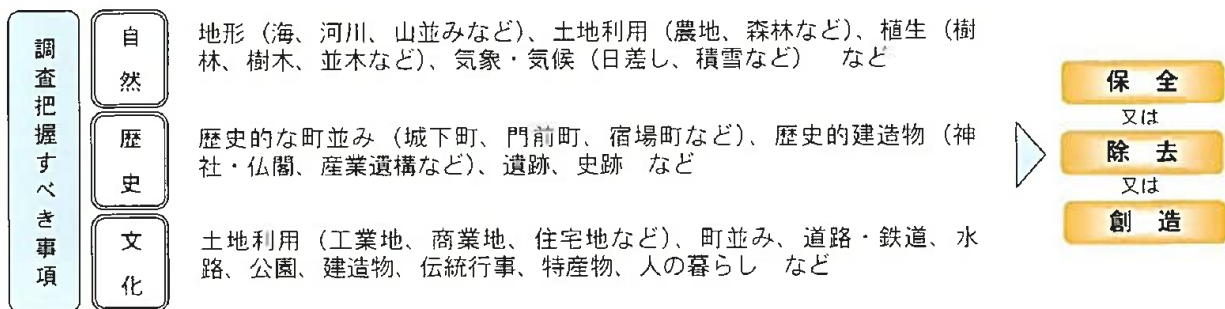 調査把握すべき事項
自然
地形（海、河川、山並みなど）、土地利用（農地、森林など）、植生（樹
林、樹木、並木など）、気象・気候（日差し、積雪など）　など
歴史
歴史的な町並み（城下町、門前町、宿場町など）、歴史的建造物（神
社・仏閣、産業遺構など）、遺跡、史跡　など
文化
土地利用（工業地、商業地、住宅地など）、町並み、道路・鉄道、水
路、公園、建造物、伝統行事、特産物、人の暮らし　など
保全
又は
除去
又は
創造